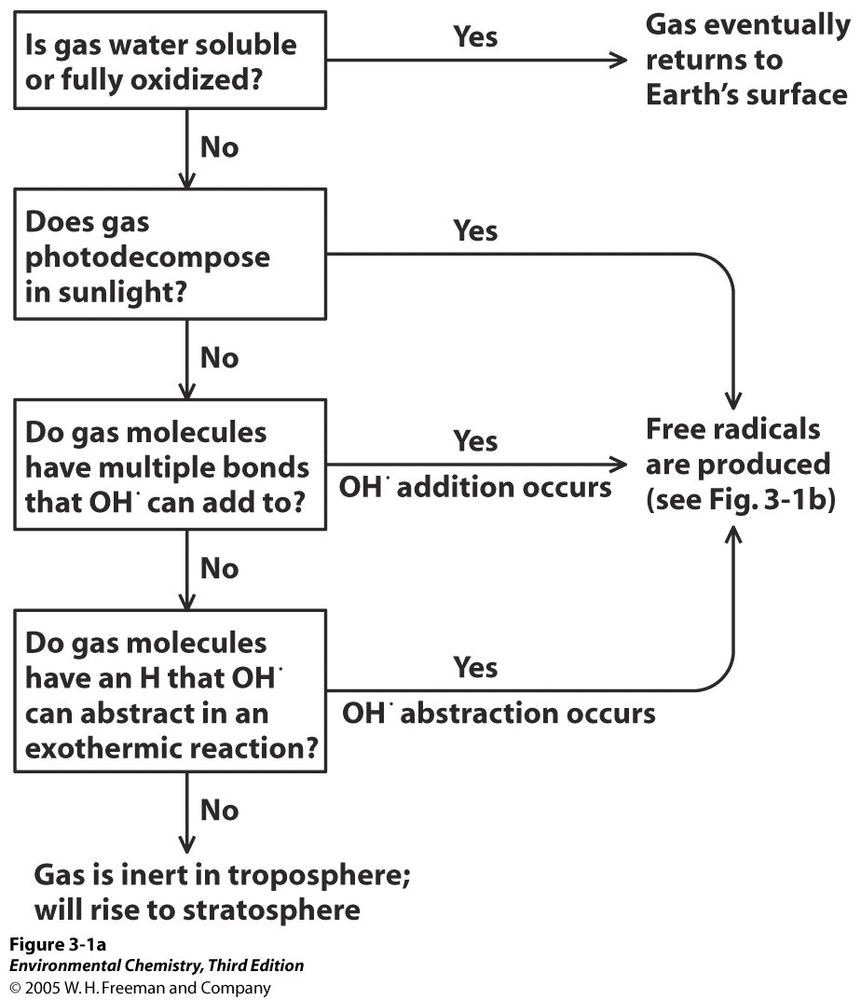 Is gas water soluble
or fully oxidized?
Yes
Gas eventually
returns to
Earth's surface
No
Does gas
photodecompose
in sunlight?
Yes
No
Do gas molecules
have multiple bonds
that OH˙ can add to?
Yes
OH˙ addition occurs
Free radicals
are produced
(see Fig. 3-1b)
No
Do gas molecules
have an H that OH˙
can abstract in an
exothermic reaction?
Yes
OH˙ abstraction occurs
No
Gas is inert in troposphere;
will rise to stratosphere
Figure 3-1a
Environmental Chemistry, Third Edition
© 2005 W. H. Freeman and Company